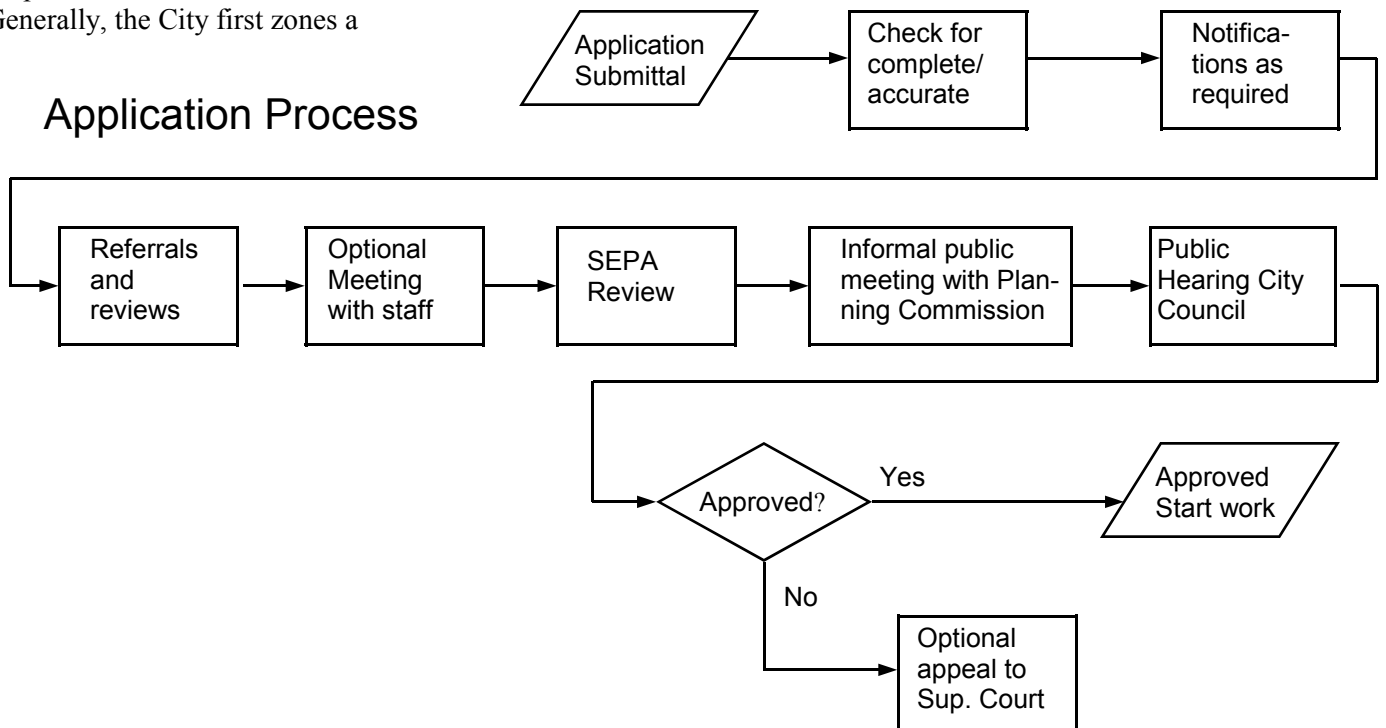 Generally, the City first zones a
Application Process
Application
Submittal
Check for
complete/
accurate
Notifica-
tions as
required
Referrals
and
reviews
Optional
Meeting
with staff
SEPA
Review
Informal public
meeting with Plan-
ning Commission
Public
Hearing City
Council
Approved?
Yes
Approved
Start work
No
Optional
appeal to
Sup. Court